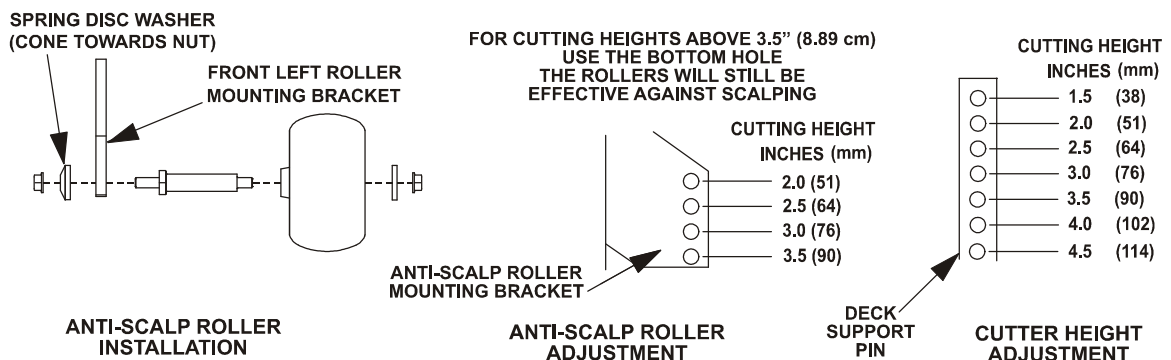 SPRING DISC WASHER
(CONE TOWARDS NUT)
FRONT LEFT ROLLER
MOUNTING BRACKET
ANTI-SCALP ROLLER
INSTALLATION
FOR CUTTING HEIGHTS ABOVE 3.5” (8.89 cm)
USE THE BOTTOM HOLE
THE ROLLERS WILL STILL BE
EFFECTIVE AGAINST SCALPING
CUTTING HEIGHT
INCHES (mm)
2.0 (51)
2.5 (64)
3.0 (76)
3.5 (90)
ANTI-SCALP ROLLER
MOUNTING BRACKET
ANTI-SCALP ROLLER
ADJUSTMENT
CUTTING HEIGHT
INCHES (mm)
1.5 (38)
2.0 (51)
2.5 (64)
3.0 (76)
3.5 (90)
4.0 (102)
4.5 (114)
DECK
SUPPORT
PIN
CUTTER HEIGHT
ADJUSTMENT